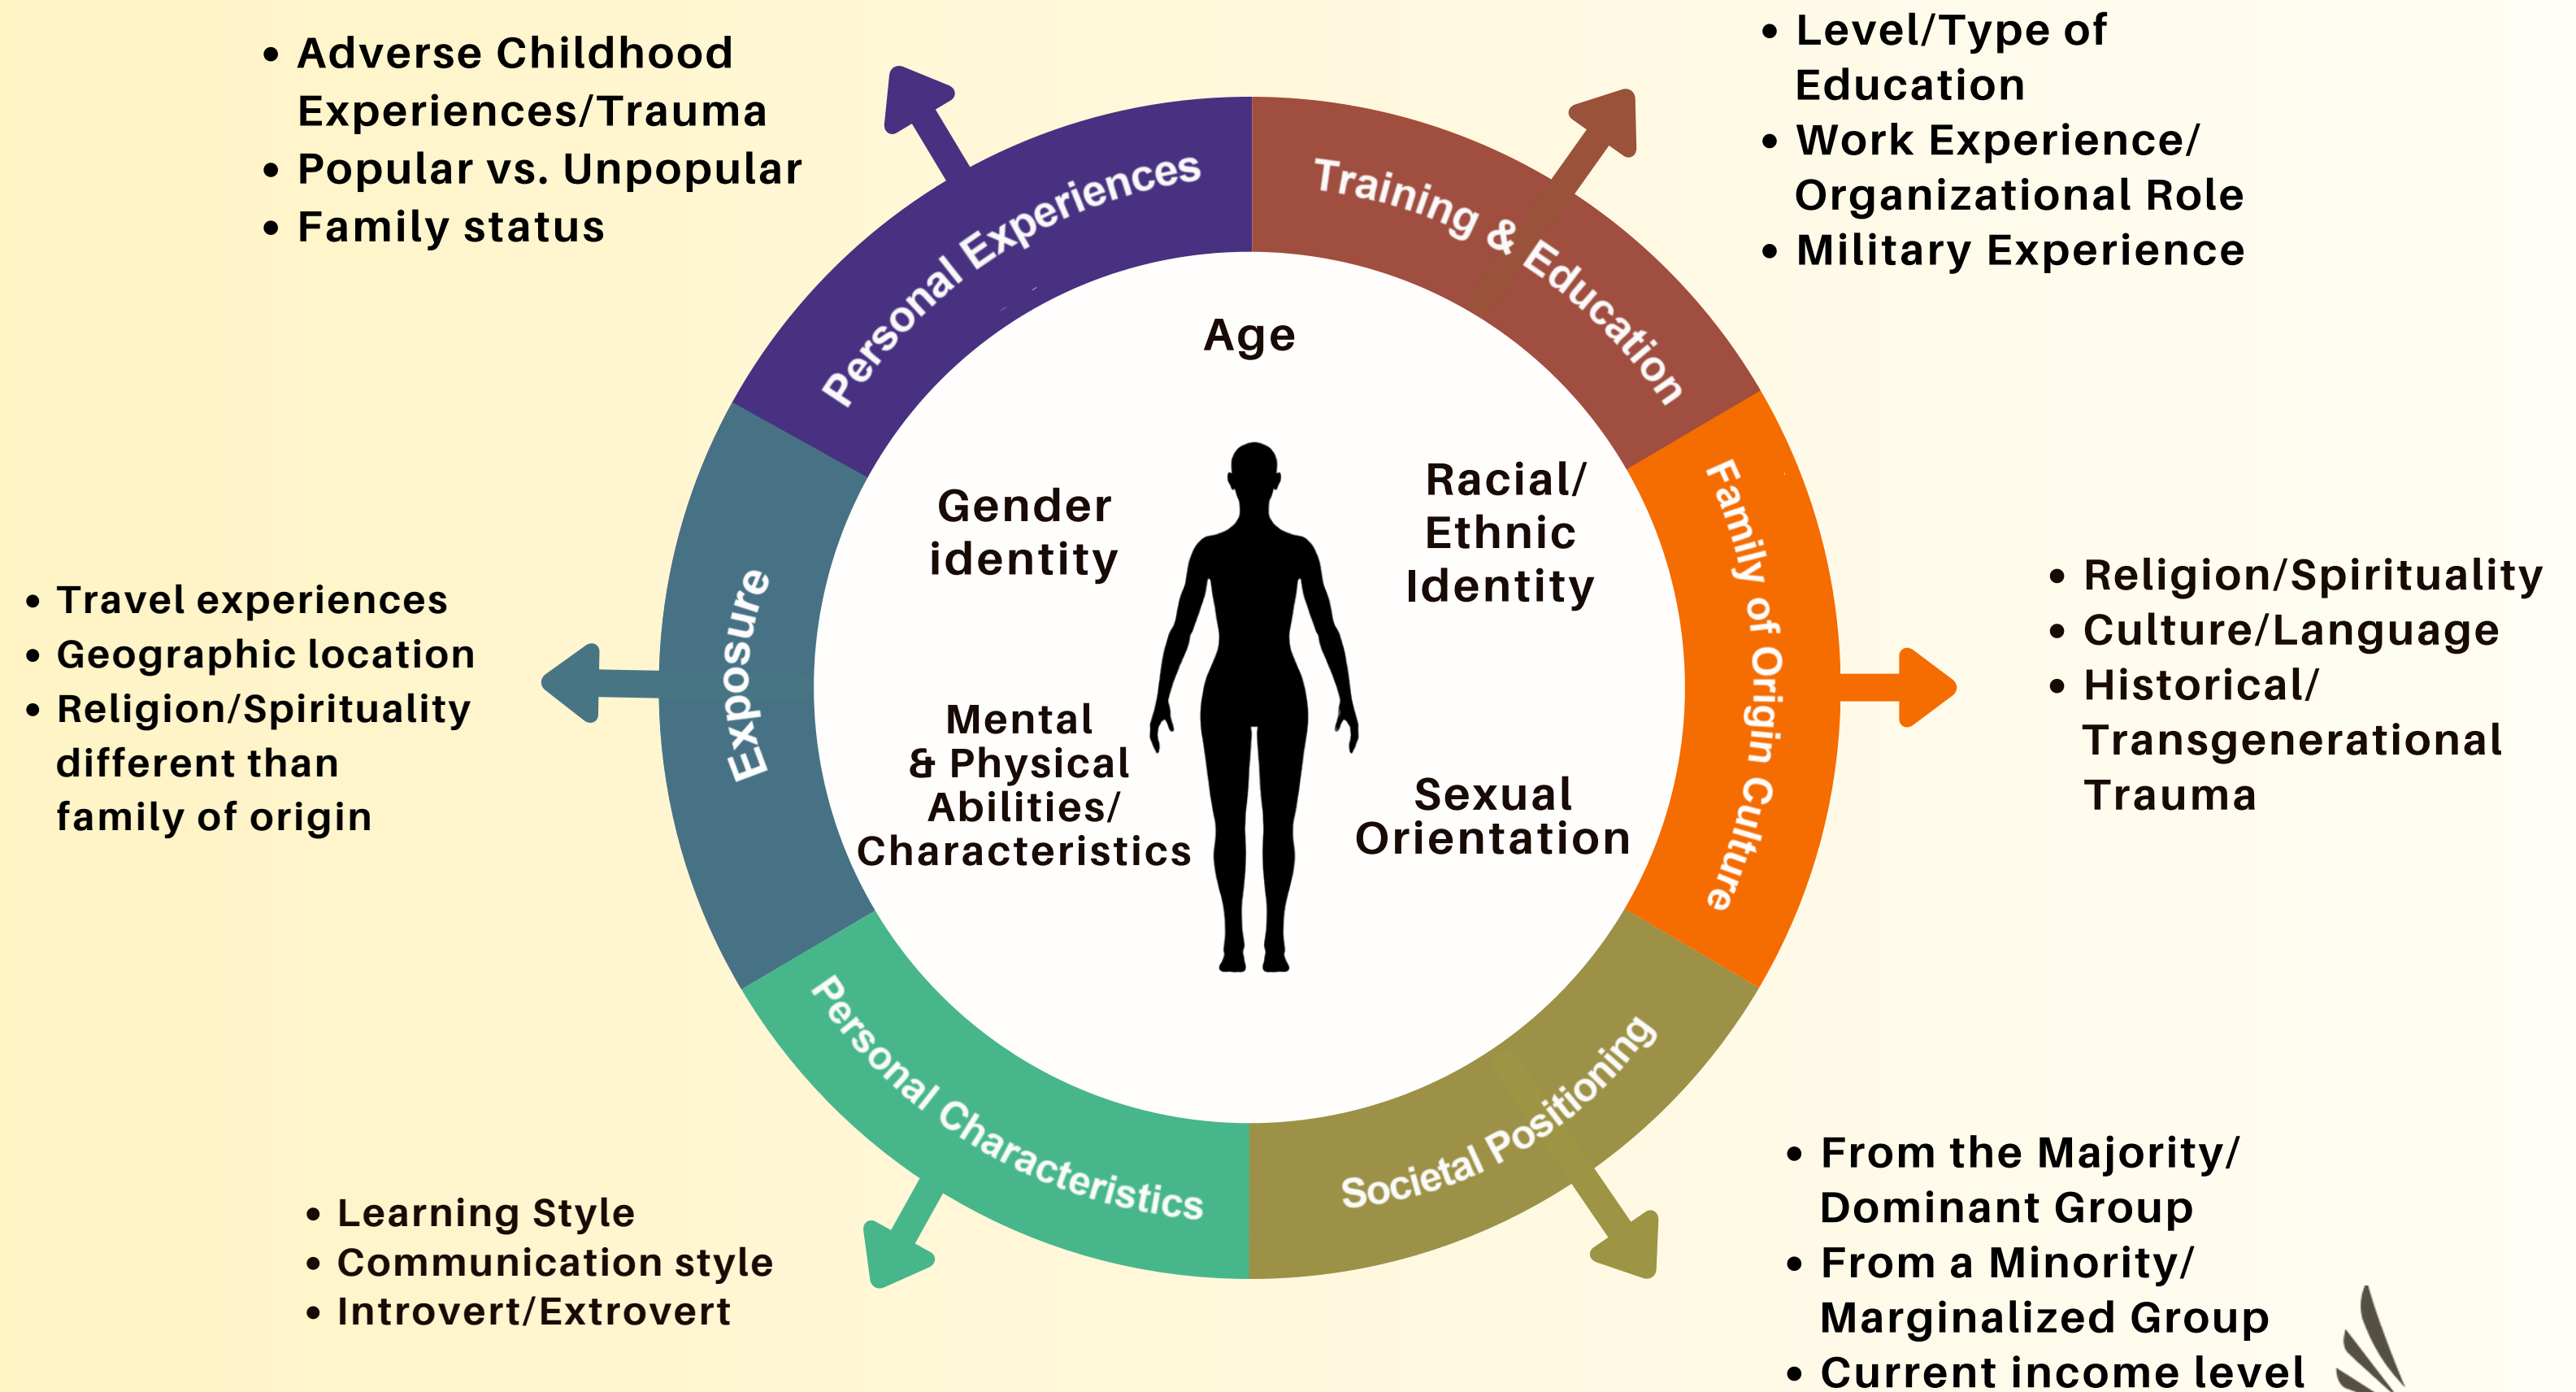 • Adverse Childhood
Experiences/Trauma
• Popular vs. Unpopular
• Family status
• Level/Type of
Education
• Work Experience/
Organizational Role
• Military Experience
Personal Experiences
Training & Education
Age
Gender
identity
Racial/
Ethnic
Identity
Mental
& Physical
Abilities/
Characteristics
Sexual
Orientation
Exposure
Family of Origin Culture
• Travel experiences
• Geographic location
• Religion/Spirituality
different than
family of origin
• Religion/Spirituality
• Culture/Language
• Historical/
Transgenerational
Trauma
Personal Characteristics
Societal Positioning
• Learning Style
• Communication style
• Introvert/Extrovert
• From the Majority/
Dominant Group
• From a Minority/
Marginalized Group
• Current income level